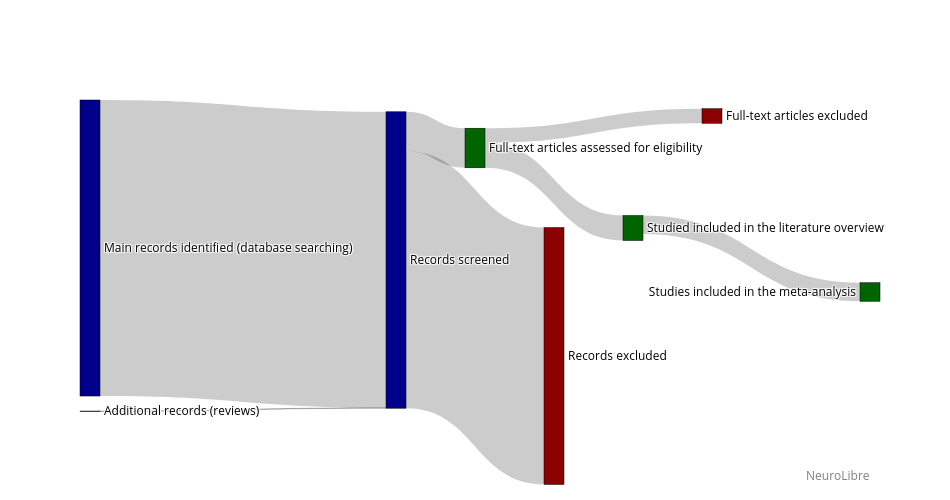 Full-text articles excluded
Full-text articles assessed for eligibility
Studied included in the literature overview
Main records identified (database searching)
Records screened
Studies included in the meta-analysis
Records excluded
Additional records (reviews)
NeuroLibre